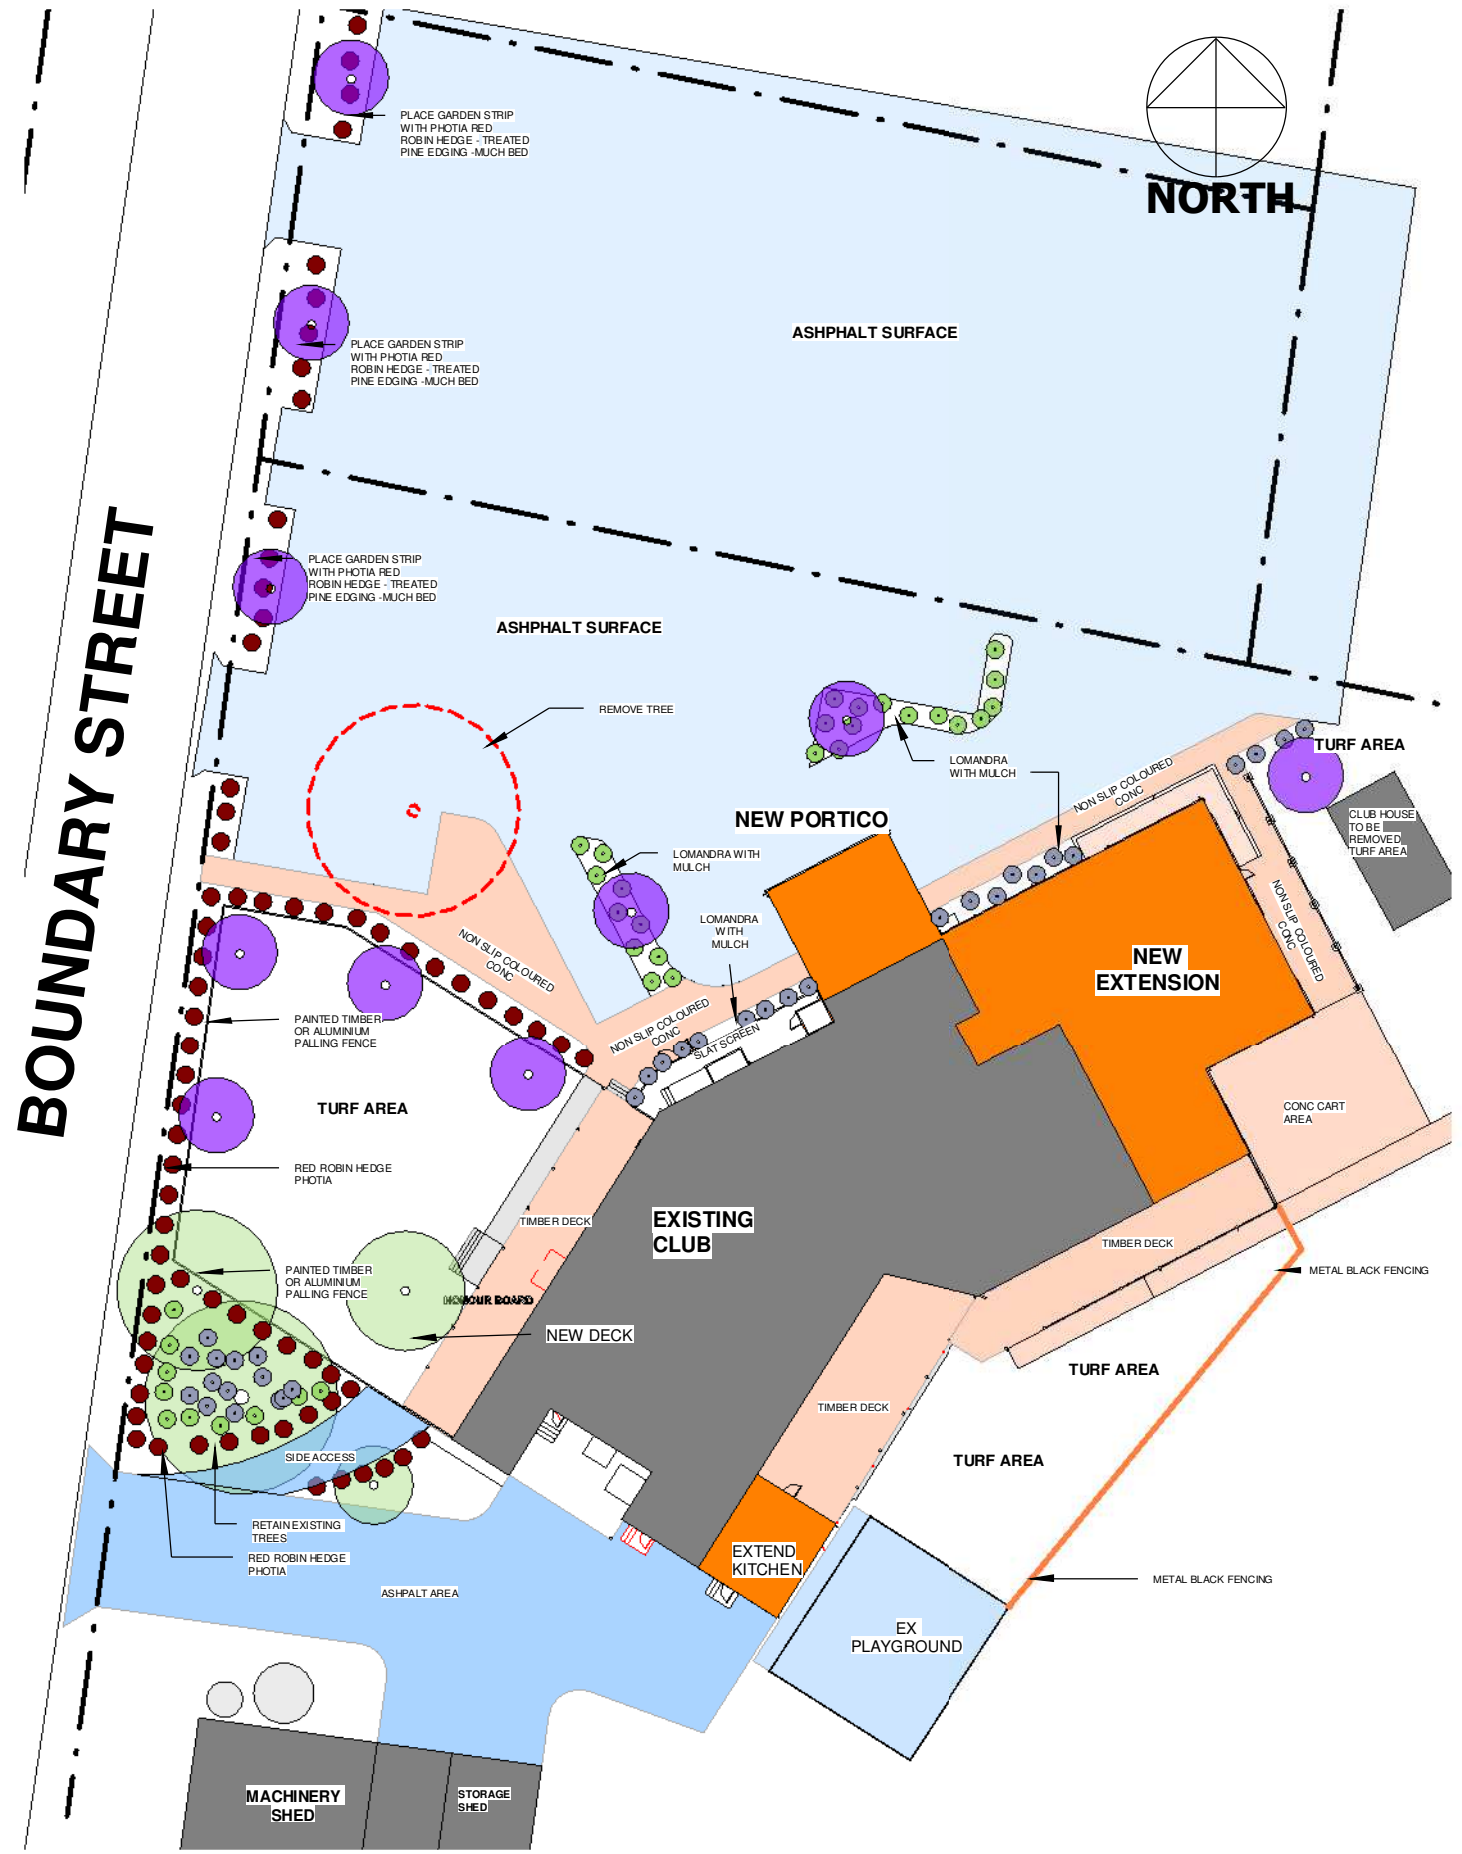 PLACE GARDEN STRIP
WITH PHOTIA RED
ROBIN HEDGE - TREATED
PINE EDGING -MUCH BED
NORTH
ASHPHALT SURFACE
PLACE GARDEN STRIP
WITH PHOTIA RED
ROBIN HEDGE - TREATED
PINE EDGING -MUCH BED
BOUNDARY STREET
PLACE GARDEN STRIP
WITH PHOTIA RED
ROBIN HEDGE - TREATED
PINE EDGING -MUCH BED
ASHPHALT SURFACE
REMOVE TREE
LOMANDRA
WITH MULCH
TURF AREA
NON SLIP COLOURED
CONC
NEW PORTICO
CLUB HOUSE
TO BE
REMOVED
TURF AREA
LOMANDRA WITH
MULCH
LOMANDRA
WITH
MULCH
NON SLIP COLOURED
CONC
NON SLIP COLOURED
CONC
NEW
EXTENSION
NON SLIP COLOURED
CONC
SLAT SCREEN
PAINTED TIMBER
OR ALUMINIUM
PALLING FENCE
TURF AREA
CONC CART
AREA
RED ROBIN HEDGE
PHOTIA
TIMBER DECK
EXISTING
CLUB
TIMBER DECK
METAL BLACK FENCING
PAINTED TIMBER
OR ALUMINIUM
PALLING FENCE
HONOUR BOARD
NEW DECK
TURF AREA
TIMBER DECK
SIDE ACCESS
TURF AREA
RETAIN EXISTING
TREES
RED ROBIN HEDGE
PHOTIA
EXTEND
KITCHEN
METAL BLACK FENCING
ASHPALT AREA
EX
PLAYGROUND
MACHINERY
SHED
STORAGE
SHED